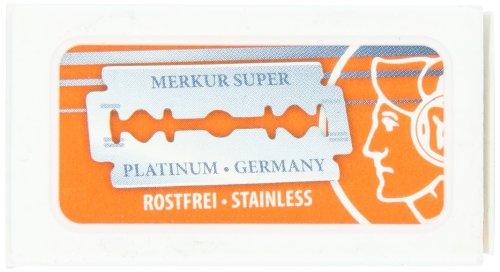 MERKUR SUPER
PLATINUM • GERMANY
ROSTFREI • STAINLESS